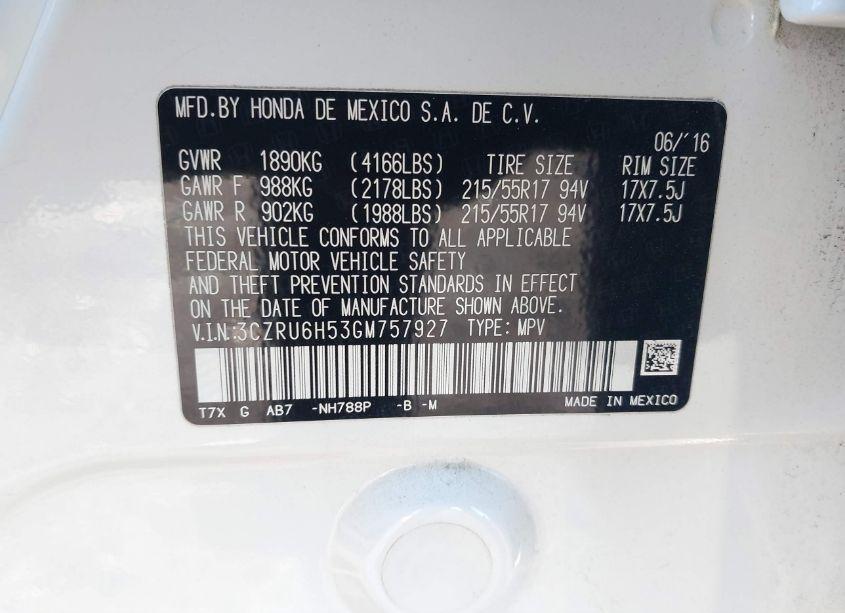 MFD.BY HONDA DE MEXICO S.A. DE C.V.
06/'16
GVWR 1890KG (4166LBS) TIRE SIZE RIM SIZE
GAWR F 988KG (2178LBS) 215/55R17 94V 17X7.5J
GAWR R 902KG (1988LBS) 215/55R17 94V 17X7.5J
THIS VEHICLE CONFORMS TO ALL APPLICABLE
FEDERAL MOTOR VEHICLE SAFETY
AND THEFT PREVENTION STANDARDS IN EFFECT
ON THE DATE OF MANUFACTURE SHOWN ABOVE.
V.I.N:3CZRU6H53GM757927 TYPE: MPV
T7X G AB7 -NH788P -B -M MADE IN MEXICO